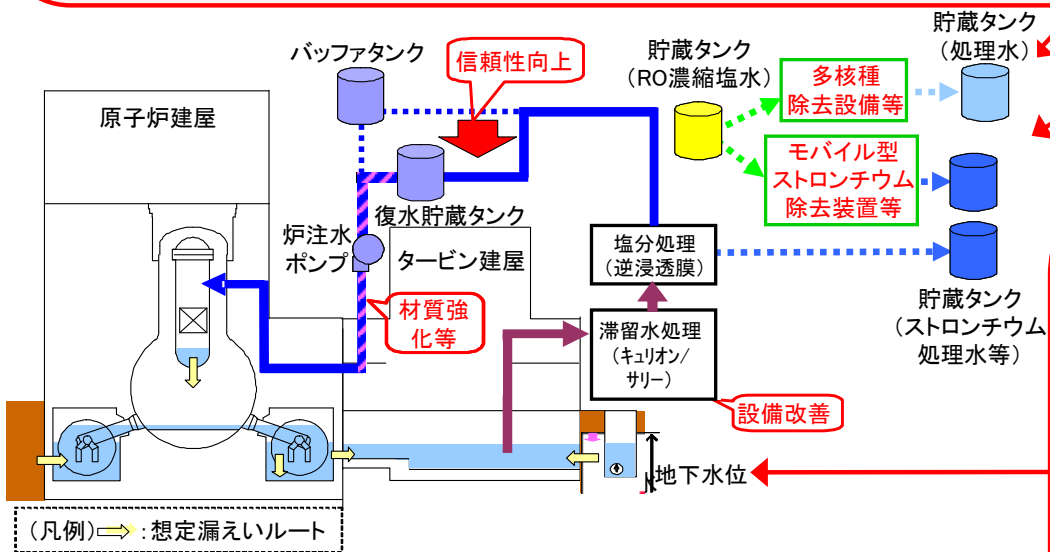 バッファタンク
信頼性向上
貯蔵タンク
(RO濃縮塩水)
多核種
除去設備等
貯蔵タンク
(処理水)
原子炉建屋
モバイル型
ストロンチウム
除去装置等
復水貯蔵タンク
炉注水
ポンプ
タービン建屋
塩分処理
(逆浸透膜)
材質強
化等
滞留水処理
(キュリオン/
サリー)
貯蔵タンク
(ストロンチウム
処理水等)
設備改善
地下水位
(凡例) :想定漏えいルート